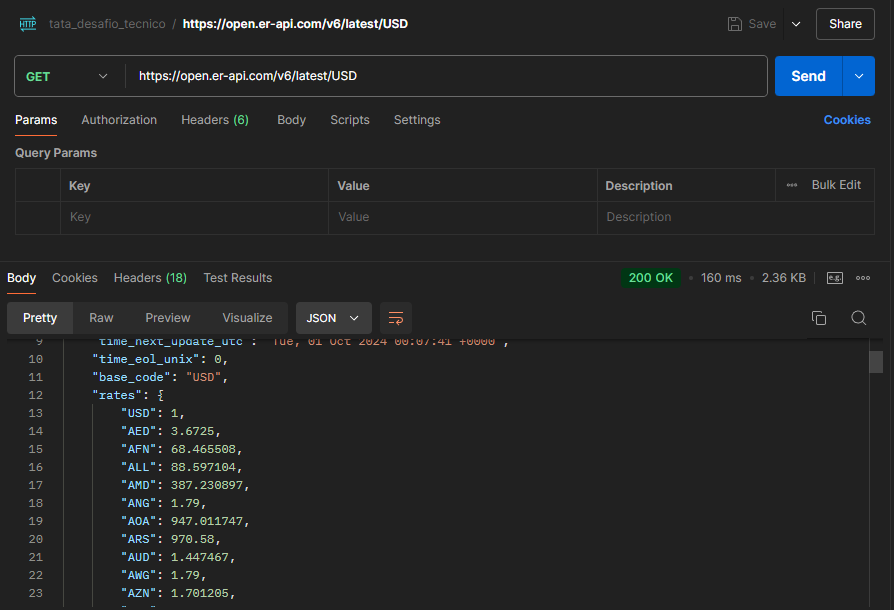 HTTP tata_desafio_tecnico / https://open.er-api.com/v6/latest/USD Save Share
GET https://open.er-api.com/v6/latest/USD Send
Params Authorization Headers (6) Body Scripts Settings Cookies
Query Params
Key Value Description Bulk Edit
Key Value Description
Body Cookies Headers (18) Test Results 200 OK 160 ms 2.36 KB e.g.
Pretty Raw Preview Visualize JSON
9 "time_next_update_utc": "Tue, 01 Oct 2024 00:07:41 +0000",
10 "time_eol_unix": 0,
11 "base_code": "USD",
12 "rates": {
13 "USD": 1,
14 "AED": 3.6725,
15 "AFN": 68.465508,
16 "ALL": 88.597104,
17 "AMD": 387.230897,
18 "ANG": 1.79,
19 "AOA": 947.011747,
20 "ARS": 970.58,
21 "AUD": 1.447467,
22 "AWG": 1.79,
23 "AZN": 1.701205,